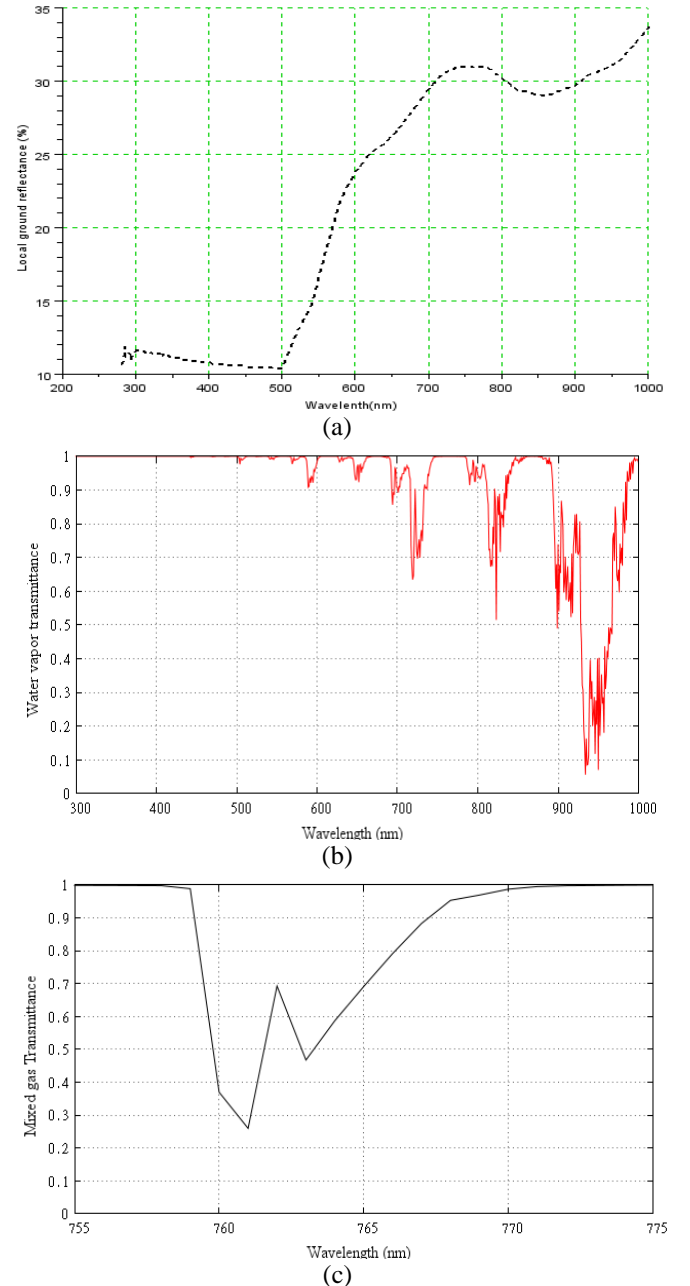 35
30
25
20
15
10
Local ground reflectance (%)
200 300 400 500 600 700 800 900 1000
Wavelenth(nm)
(a)
1
0.9
0.8
0.7
0.6
0.5
0.4
0.3
0.2
0.1
0
Water vapor transmittance
300 400 500 600 700 800 900 1000
Wavelength (nm)
(b)
1
0.9
0.8
0.7
0.6
0.5
0.4
0.3
0.2
0.1
0
Mixed gas Transmittance
755 760 765 770 775
Wavelength (nm)
(c)